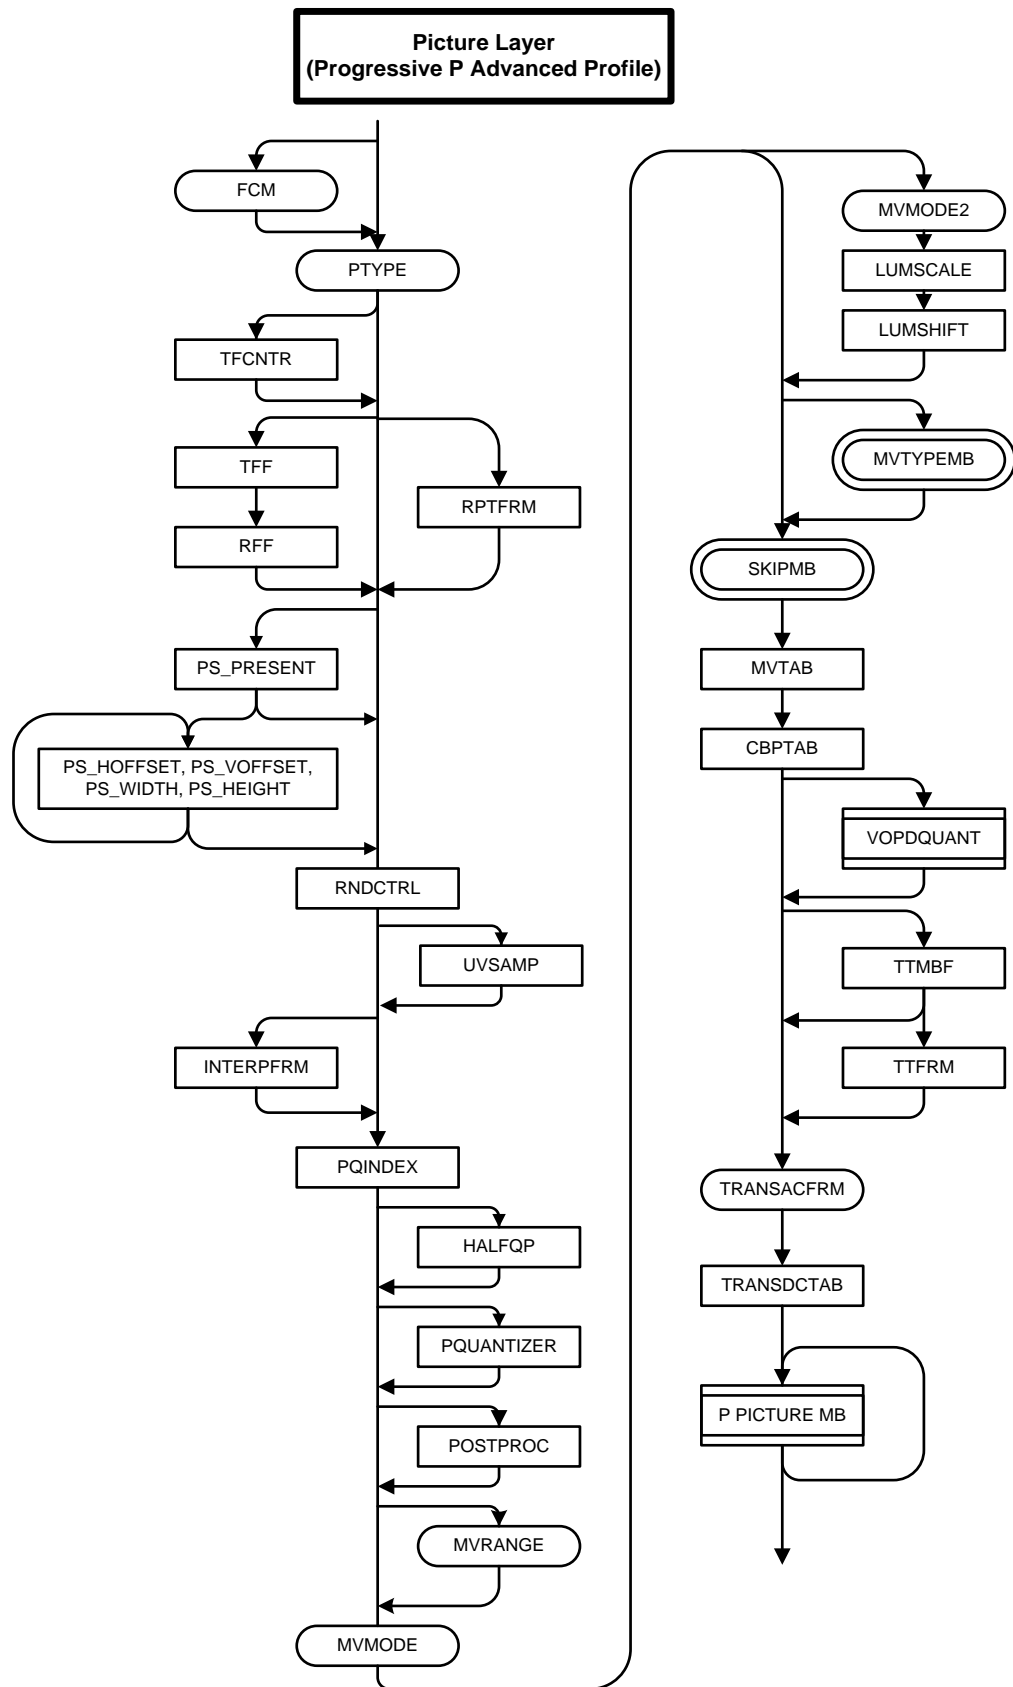 Picture Layer
(Progressive P Advanced Profile)
FCM
PTYPE
TFCNTR
TFF
RPTFRM
RFF
PS_PRESENT
PS_HOFFSET, PS_VOFFSET,
PS_WIDTH, PS_HEIGHT
RNDCTRL
UVSAMP
INTERPFRM
PQINDEX
HALFQP
PQUANTIZER
POSTPROC
MVRANGE
MVMODE
MVMODE2
LUMSCALE
LUMSHIFT
MVTYPEMB
SKIPMB
MVTAB
CBPTAB
VOPDQUANT
TTMBF
TTFRM
TRANSACFRM
TRANSDCTAB
P PICTURE MB